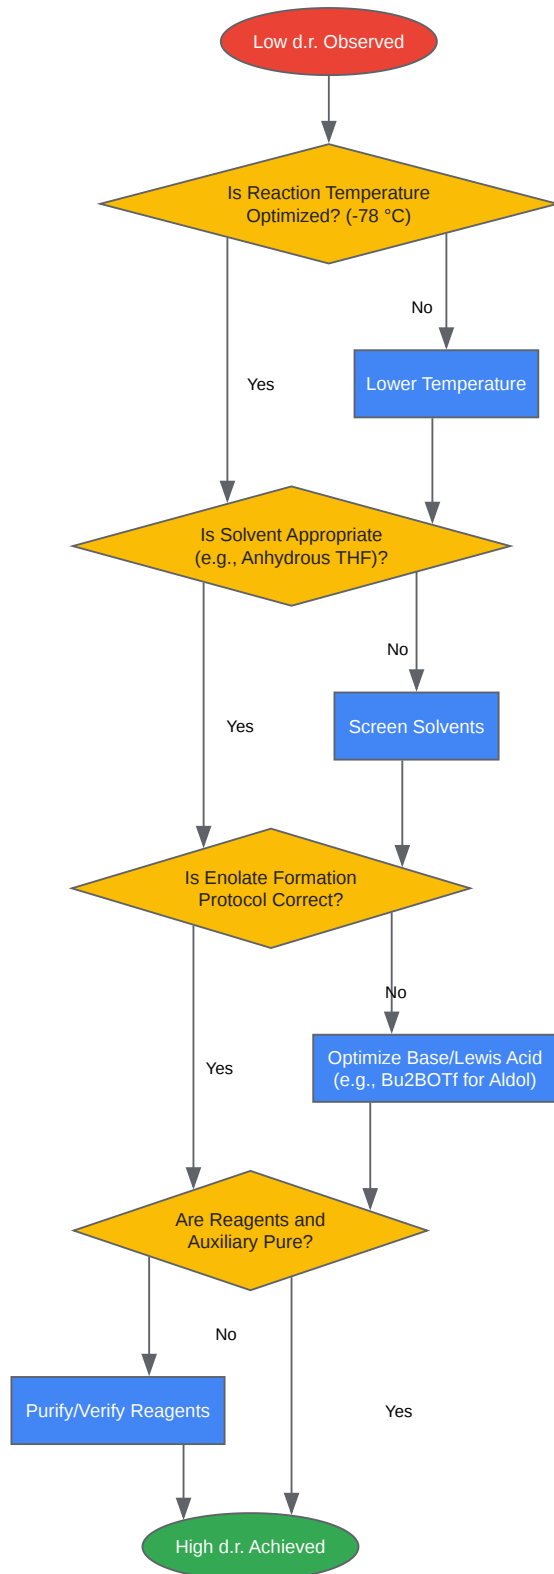 Low d.r. Observed
Is Reaction Temperature
Optimized? (-78 °C)
No
Lower Temperature
Yes
Is Solvent Appropriate
(e.g., Anhydrous THF)?
No
Screen Solvents
Yes
Is Enolate Formation
Protocol Correct?
No
Optimize Base/Lewis Acid
(e.g., Bu2BOTf for Aldol)
Yes
Are Reagents and
Auxiliary Pure?
No
Purify/Verify Reagents
Yes
High d.r. Achieved